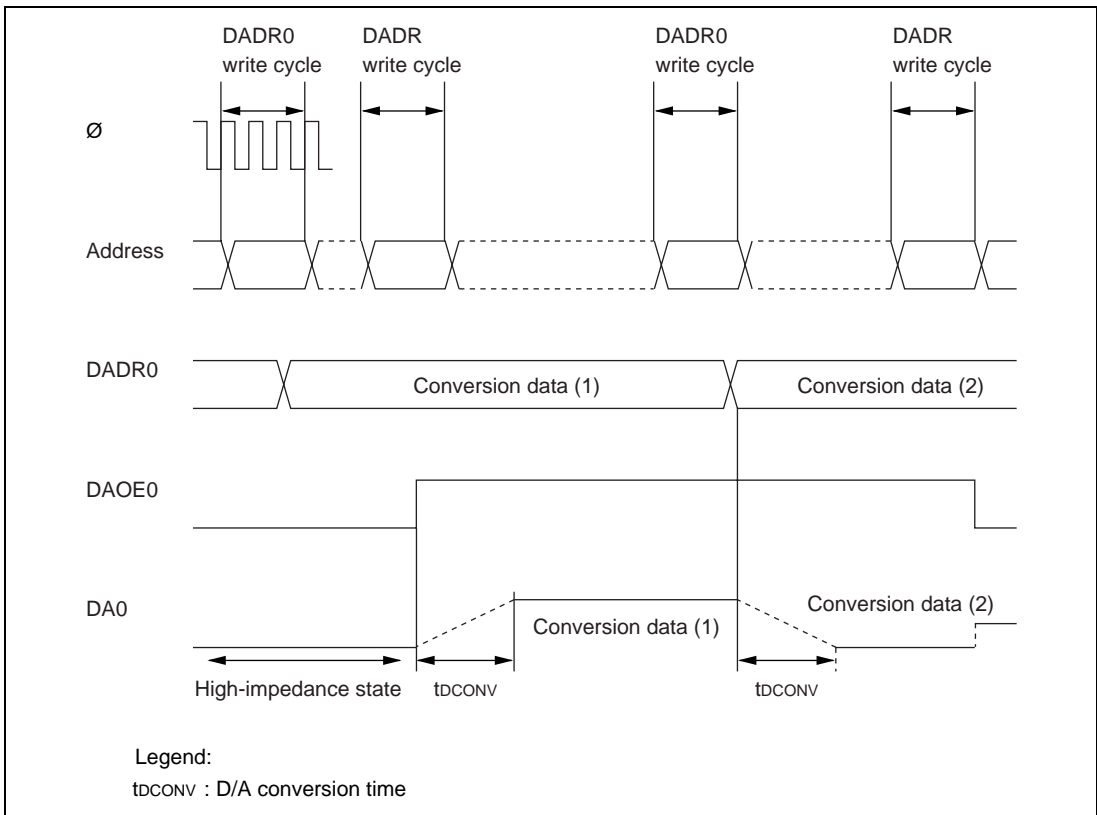 DADR0 write cycle
DADR write cycle
DADR0 write cycle
DADR write cycle
Ø
Address
DADR0
Conversion data (1)
Conversion data (2)
DAOE0
DA0
Conversion data (2)
Conversion data (1)
High-impedance state
tDCONV
tDCONV
Legend:
tDCONV : D/A conversion time